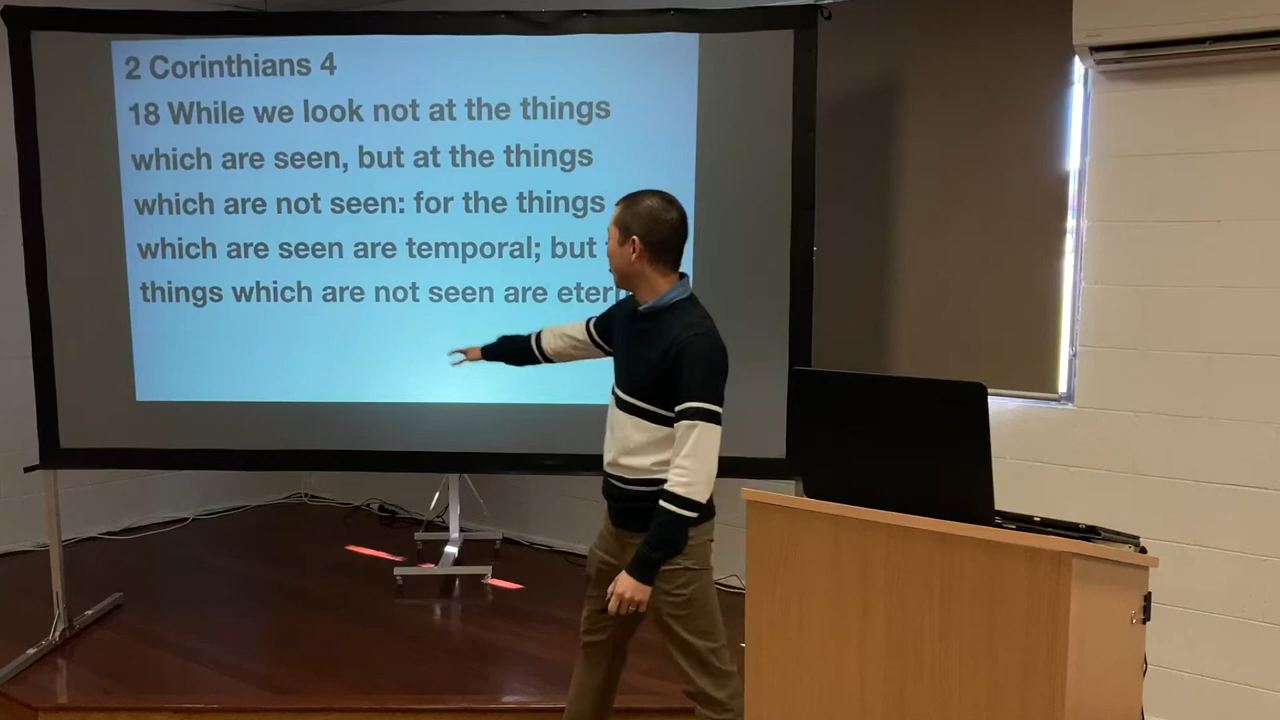 2 Corinthians 4
18 While we look not at the things
which are seen, but at the things
which are not seen: for the things
which are seen are temporal; but
things which are not seen are